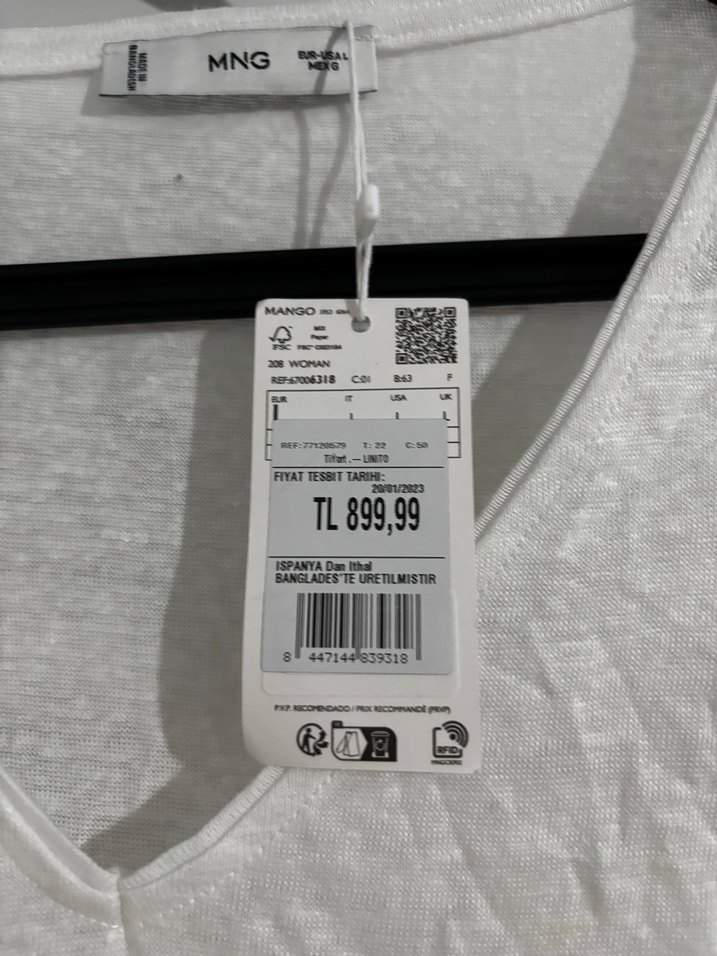 MADE IN
BANGLADESH
MNG
EUR-USA L
MEX G
MANGO
FSC
MIX
Paper
208 WOMAN
REF:67006318 C:01 B:63 F
EUR IT USA UK
L L L L
REF:77120579 T: 22 C: 50
Tifort .-- LINITO
FIYAT TESBIT TARIHI:
20/01/2023
TL 899,99
ISPANYA Dan Ithal
BANGLADES'TE URETILMISTIR
8 447144 839318
P.V.P. RECOMENDADO / PRIX RECOMMANDÉ (PRVP)
RFID